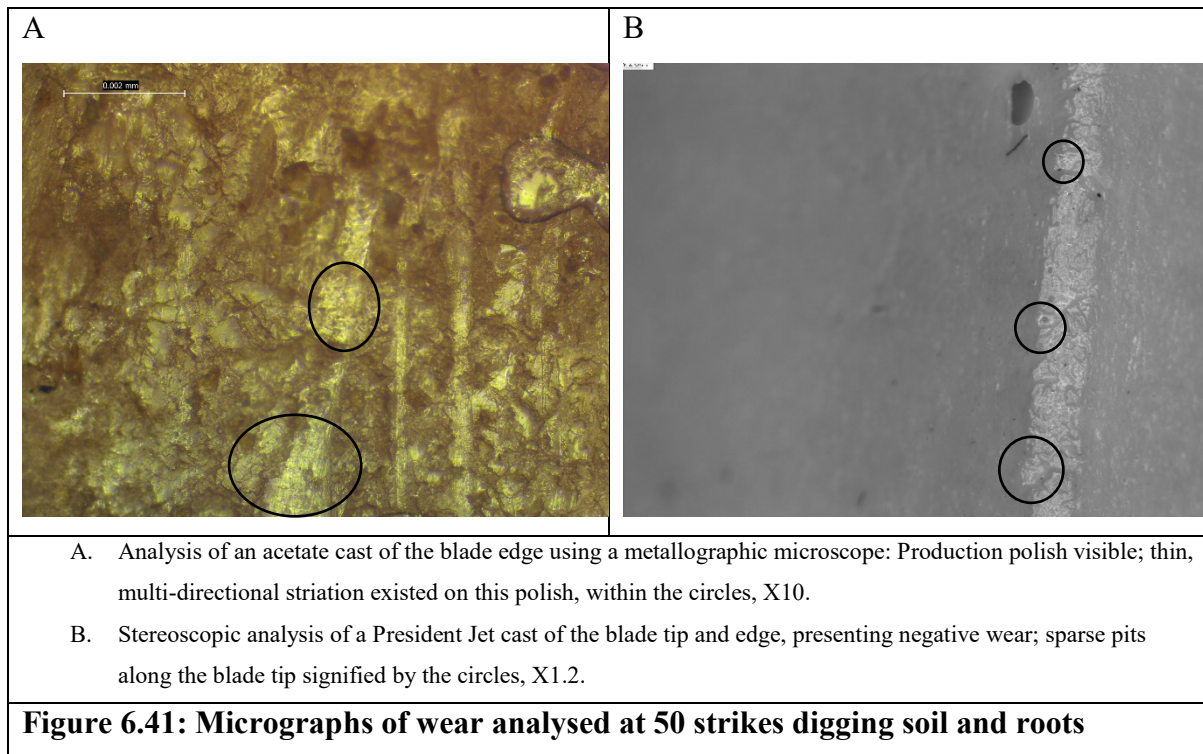 A
B
0.002 mm
A. Analysis of an acetate cast of the blade edge using a metallographic microscope: Production polish visible; thin,
multi-directional striation existed on this polish, within the circles, X10.
B. Stereoscopic analysis of a President Jet cast of the blade tip and edge, presenting negative wear; sparse pits
along the blade tip signified by the circles, X1.2.
Figure 6.41: Micrographs of wear analysed at 50 strikes digging soil and roots